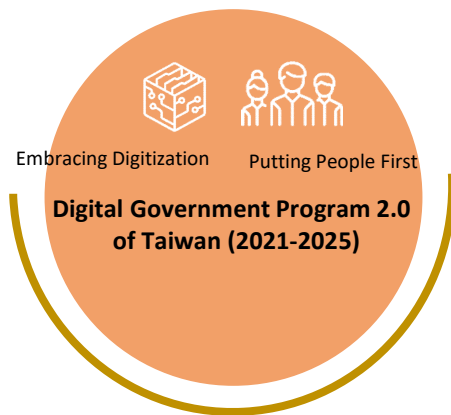 Embracing Digitization
Putting People First
Digital Government Program 2.0
of Taiwan (2021-2025)